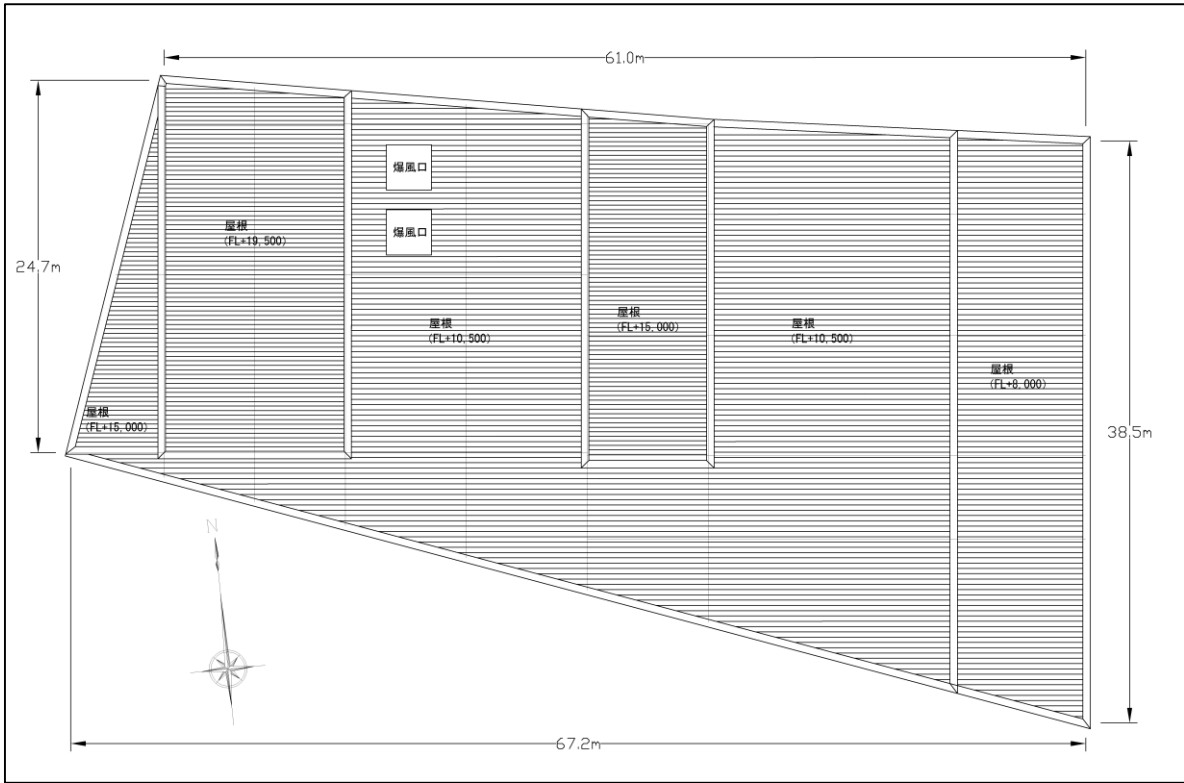 61.0m
爆風口
爆風口
屋根
(FL+19,500)
24.7m
屋根
(FL+15,000)
屋根
(FL+10,500)
屋根
(FL+10,500)
屋根
(FL+8,000)
屋根
(FL+15,000)
38.5m
N
67.2m